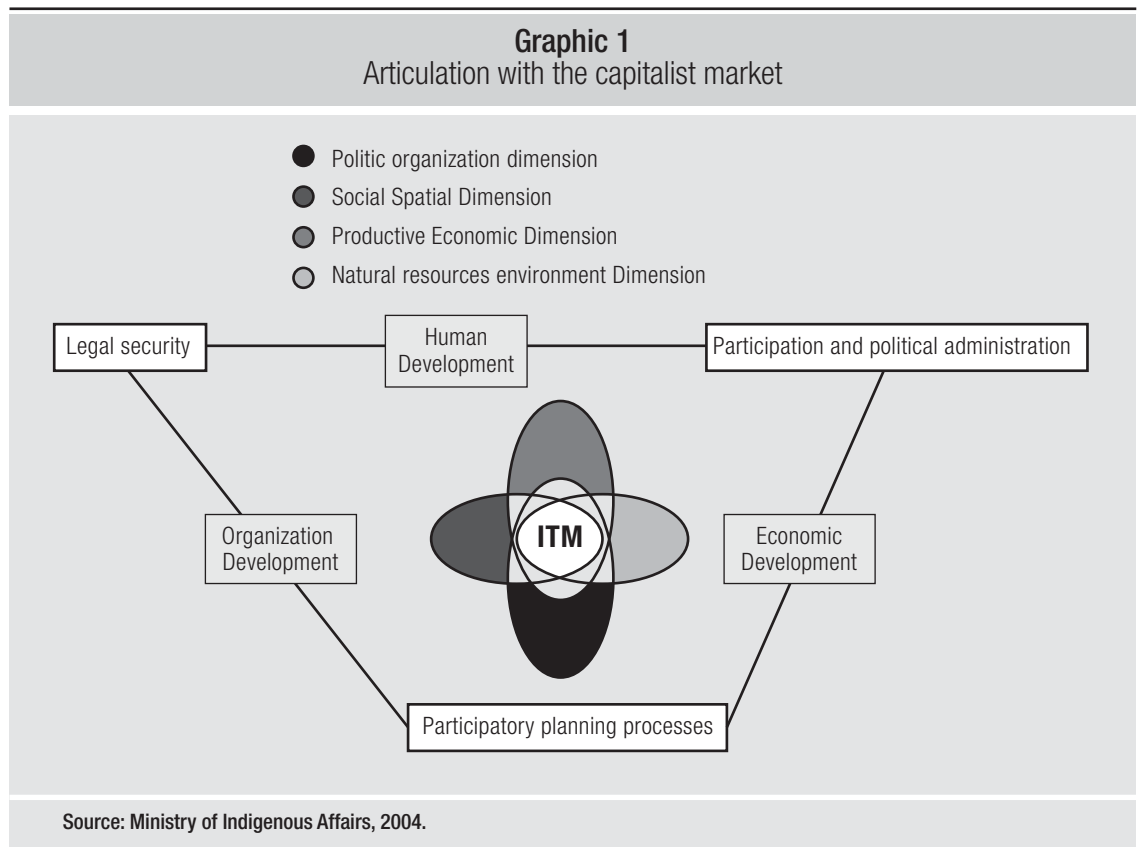 Graphic 1
Articulation with the capitalist market
Politic organization dimension
Social Spatial Dimension
Productive Economic Dimension
Natural resources environment Dimension
Legal security
Human
Development
Participation and political administration
Organization
Development
ITM
Economic
Development
Participatory planning processes
Source: Ministry of Indigenous Affairs, 2004.